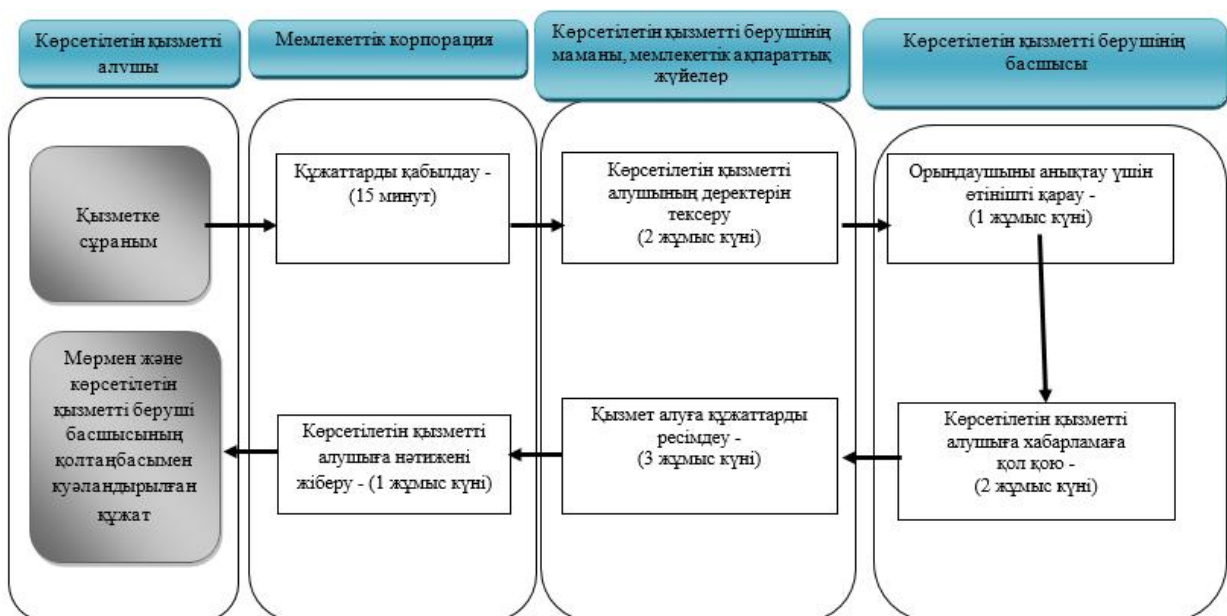 Көрсетілетін қызметті
алушы
Мемлекеттік корпорация
Көрсетілетін қызметті берушінің
маманы, мемлекеттік ақпараттық
жүйелер
Көрсетілетін қызметті берушінің
басшысы
Қызметке
сұраным
Құжаттарды қабылдау -
(15 минут)
Көрсетілетін қызметті
алушының деректерін
тексеру
(2 жұмыс күні)
Орындаушыны анықтау үшін
өтінішті қарау -
(1 жұмыс күні)
Мөрмен және
көрсетілетін
қызметті беруші
басшысының
қолтаңбасымен
куәландырылған
құжат
Көрсетілетін қызметті
алушыға нәтижені
жіберу - (1 жұмыс күні)
Қызмет алуға құжаттарды
ресімдеу -
(3 жұмыс күні)
Көрсетілетін қызметті
алушыға хабарламаға
қол қою -
(2 жұмыс күні)